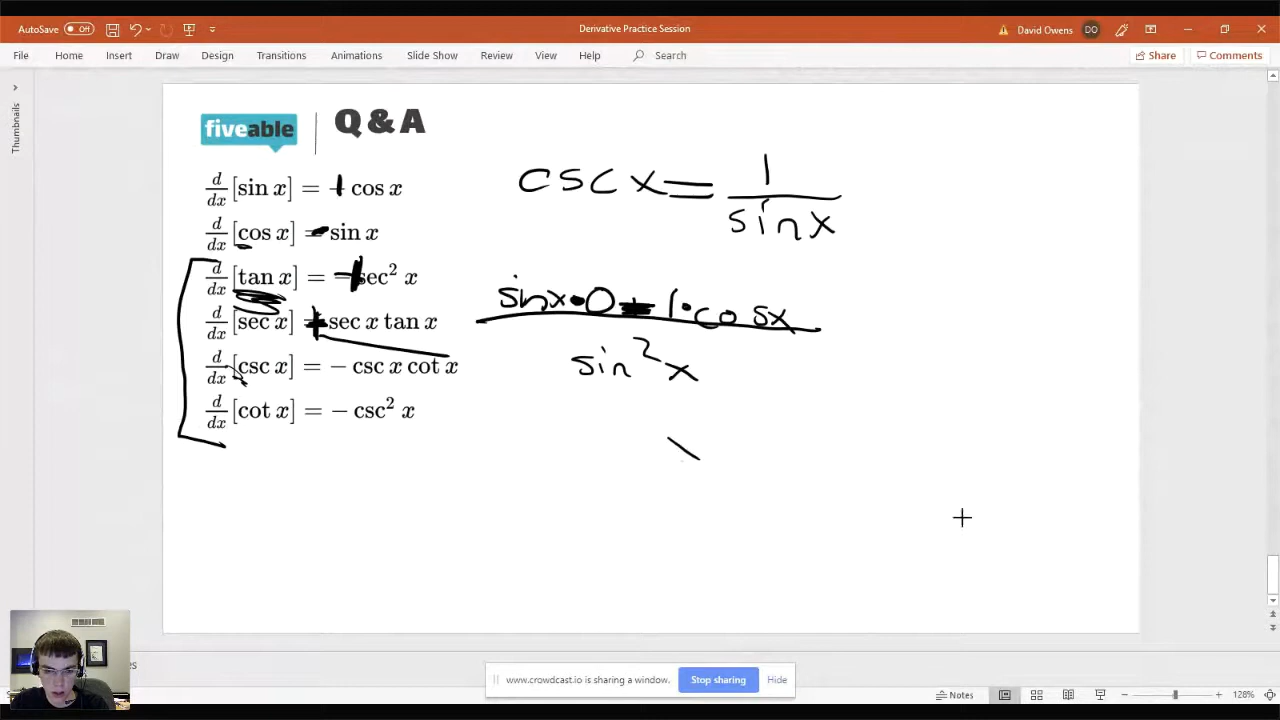 AutoSave Off Derivative Practice Session David Owens DO
File Home Insert Draw Design Slide Show Transitions Animations Review View Help Search Share Comments
Thumbnails
fiveable Q & A
d/dx [sin x] = + cos x
d/dx [cos x] = - sin x
d/dx [tan x] = + sec² x
d/dx [sec x] = + sec x tan x
d/dx [csc x] = − csc x cot x
d/dx [cot x] = − csc² x
csc x = 1/sin x
sin x · 0 - 1 · cos x
sin² x
www.crowdcast.io is sharing a window. Stop sharing Hide
Notes 128%